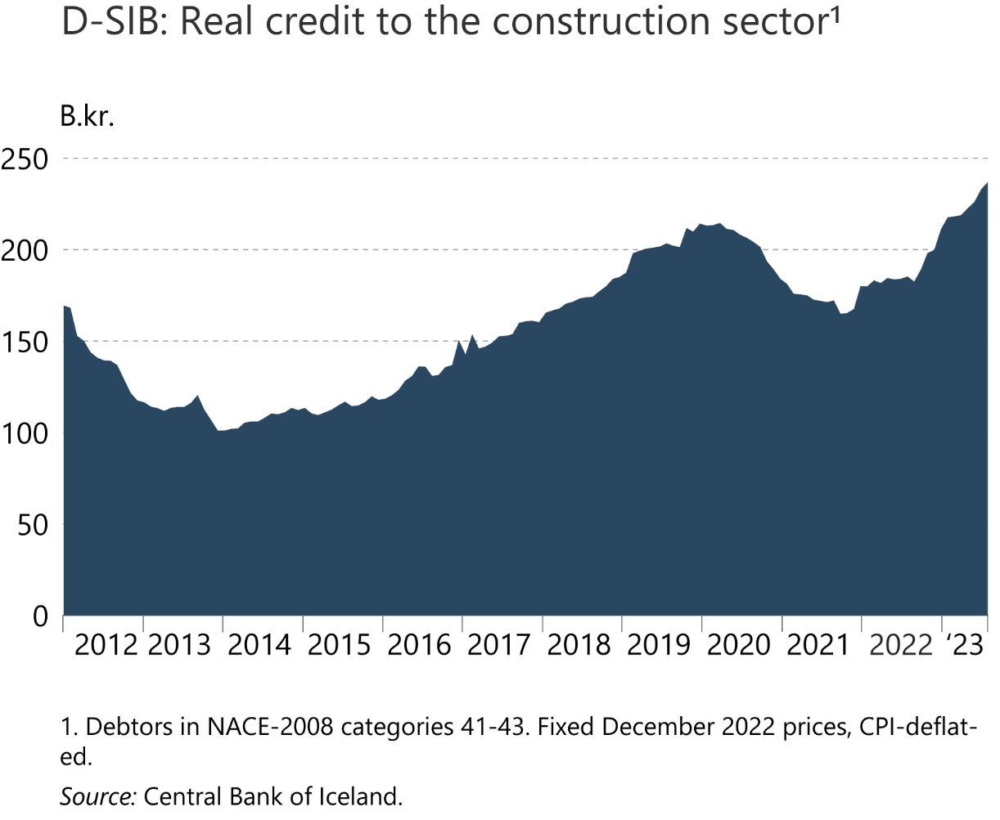 D-SIB: Real credit to the construction sector¹
B.kr.
250
200
150
100
50
0
2012 2013 2014 2015 2016 2017 2018 2019 2020 2021 2022 ‘23
1. Debtors in NACE-2008 categories 41-43. Fixed December 2022 prices, CPI-deflat-
ed.
Source: Central Bank of Iceland.